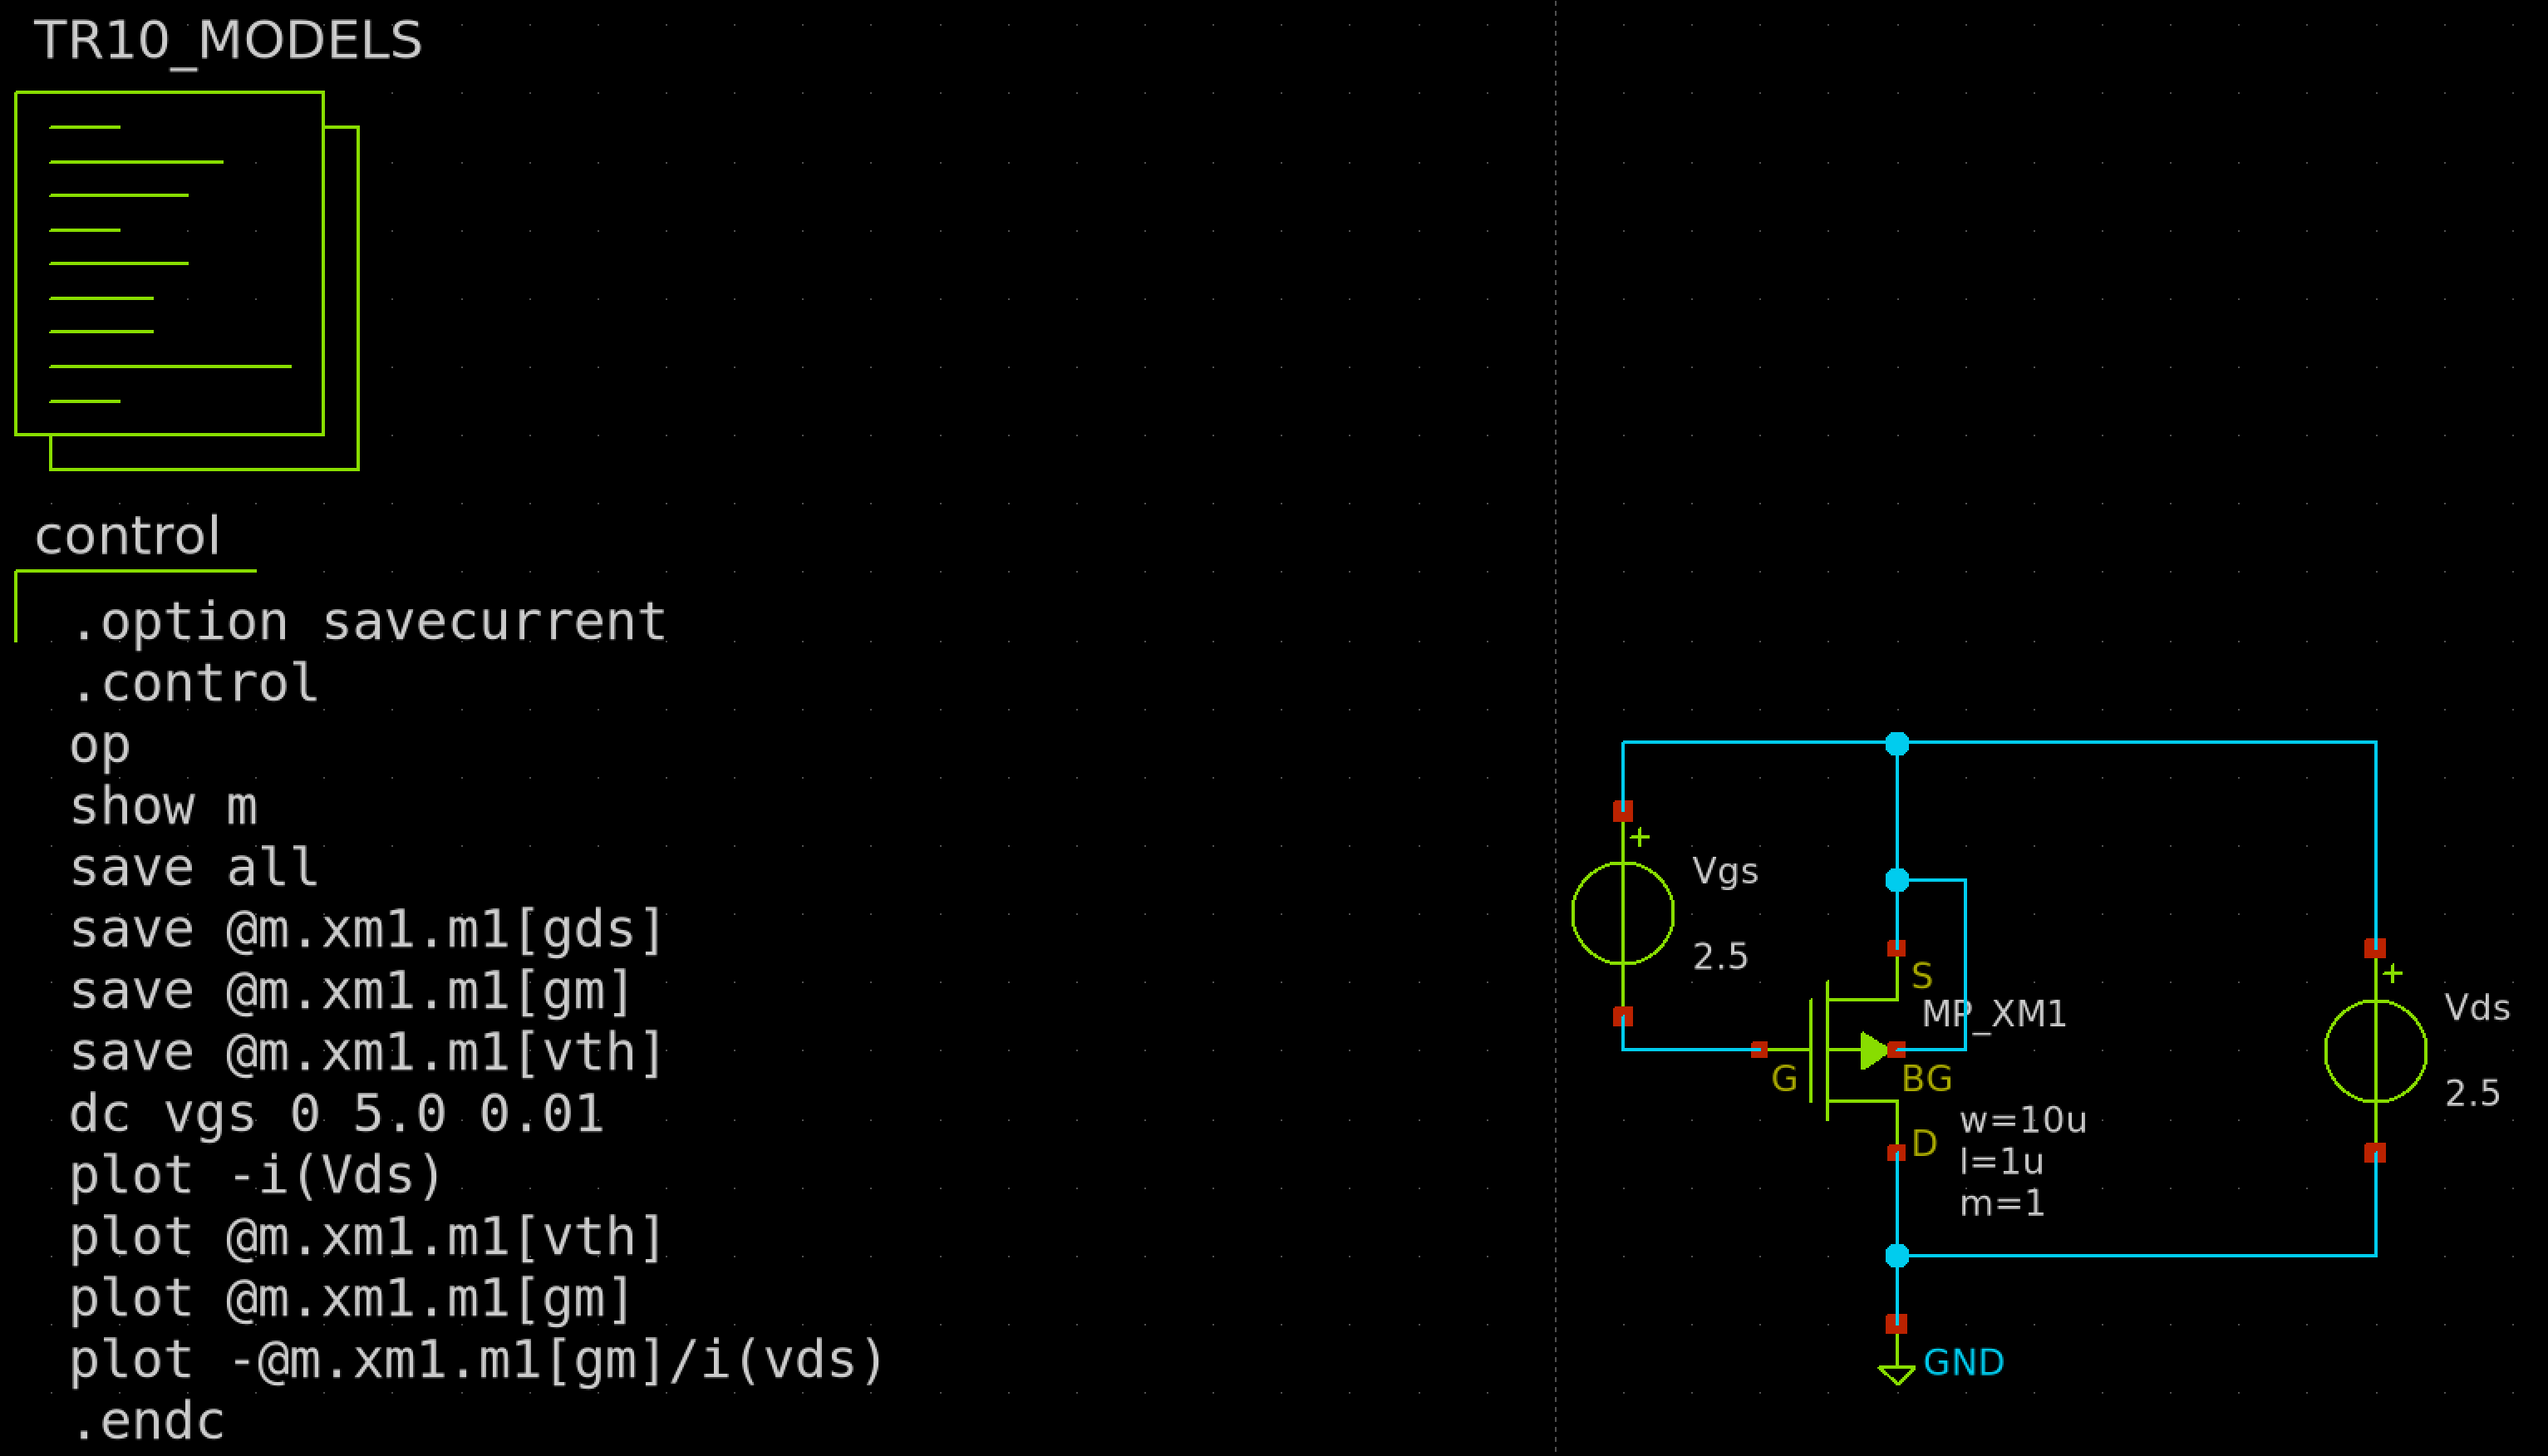 TR10_MODELS
control
.option savecurrent
.control
op
show m
save all
save @m.xm1.m1[gds]
save @m.xm1.m1[gm]
save @m.xm1.m1[vth]
dc vgs 0 5.0 0.01
plot -i(Vds)
plot @m.xm1.m1[vth]
plot @m.xm1.m1[gm]
plot -@m.xm1.m1[gm]/i(vds)
.endc
+
Vgs
2.5
S
MP_XM1
G
BG
D
w=10u
l=1u
m=1
+
Vds
2.5
GND